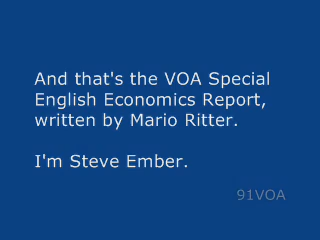 And that's the VOA Special
English Economics Report,
written by Mario Ritter.
I'm Steve Ember.
91VOA